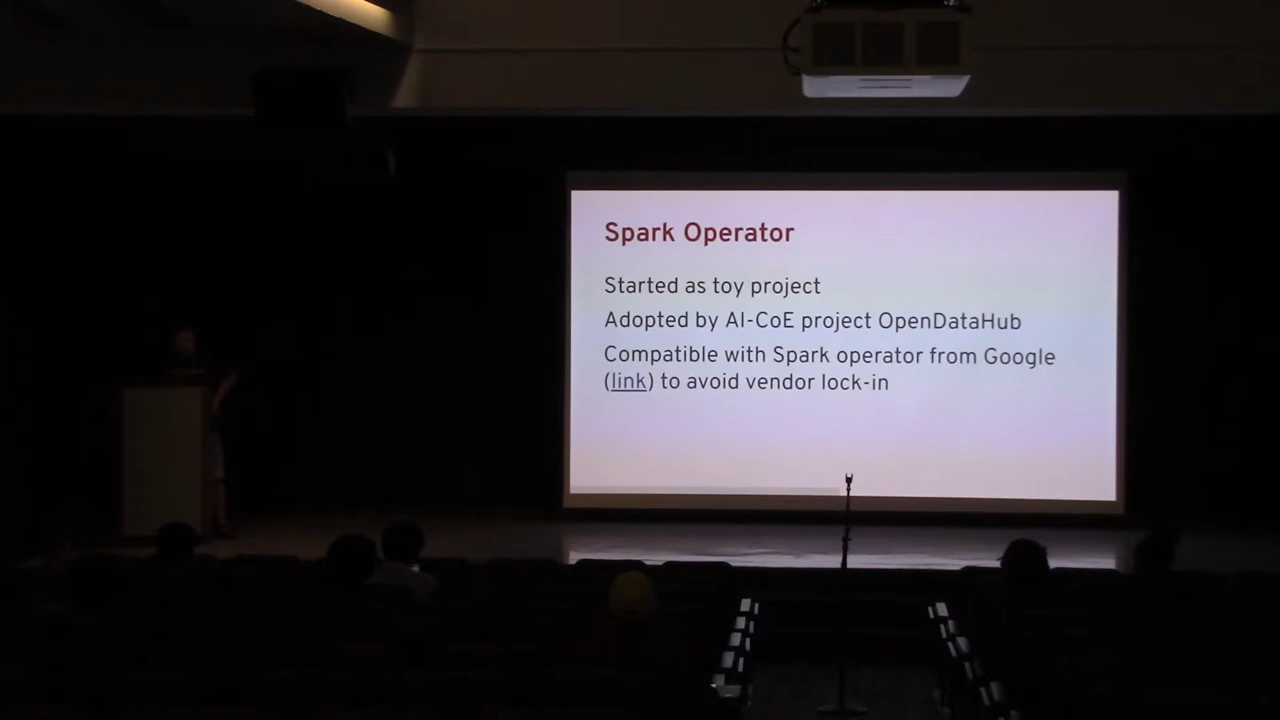 Spark Operator
Started as toy project
Adopted by AI-CoE project OpenDataHub
Compatible with Spark operator from Google
(link) to avoid vendor lock-in